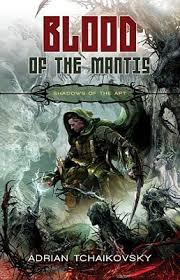 BLOOD
OF THE MANTIS
SHADOWS OF THE APT
ADRIAN TCHAIKOVSKY